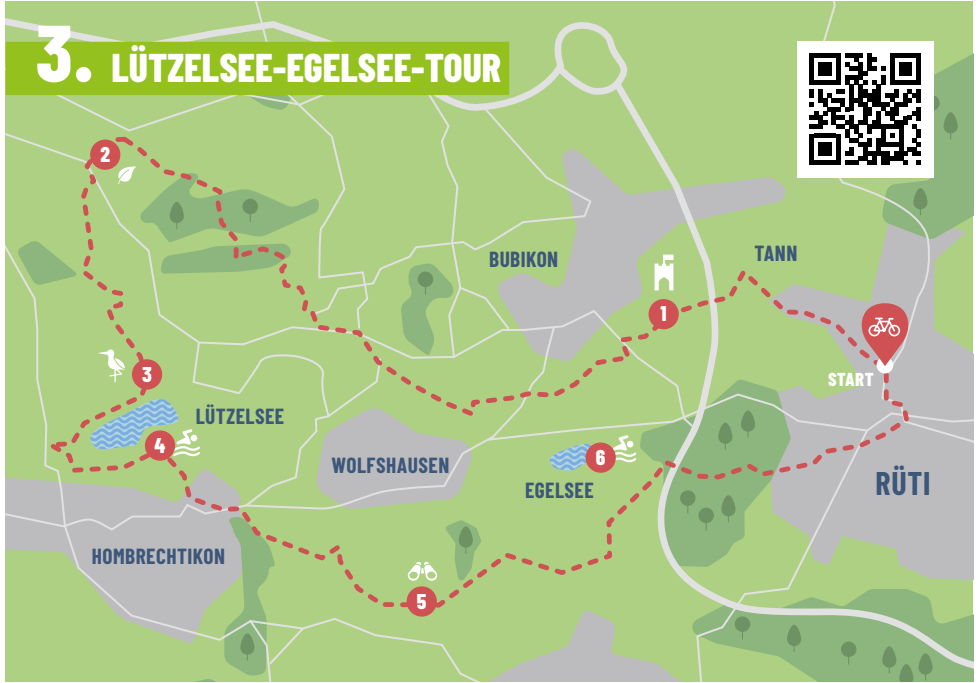 3. LÜTZELSEE-EGELSEE-TOUR
2
BUBIKON
TANN
1
3
START
LÜTZELSEE
4
WOLFSHAUSEN
6
EGELSEE
RÜTI
HOMBRECHTIKON
5